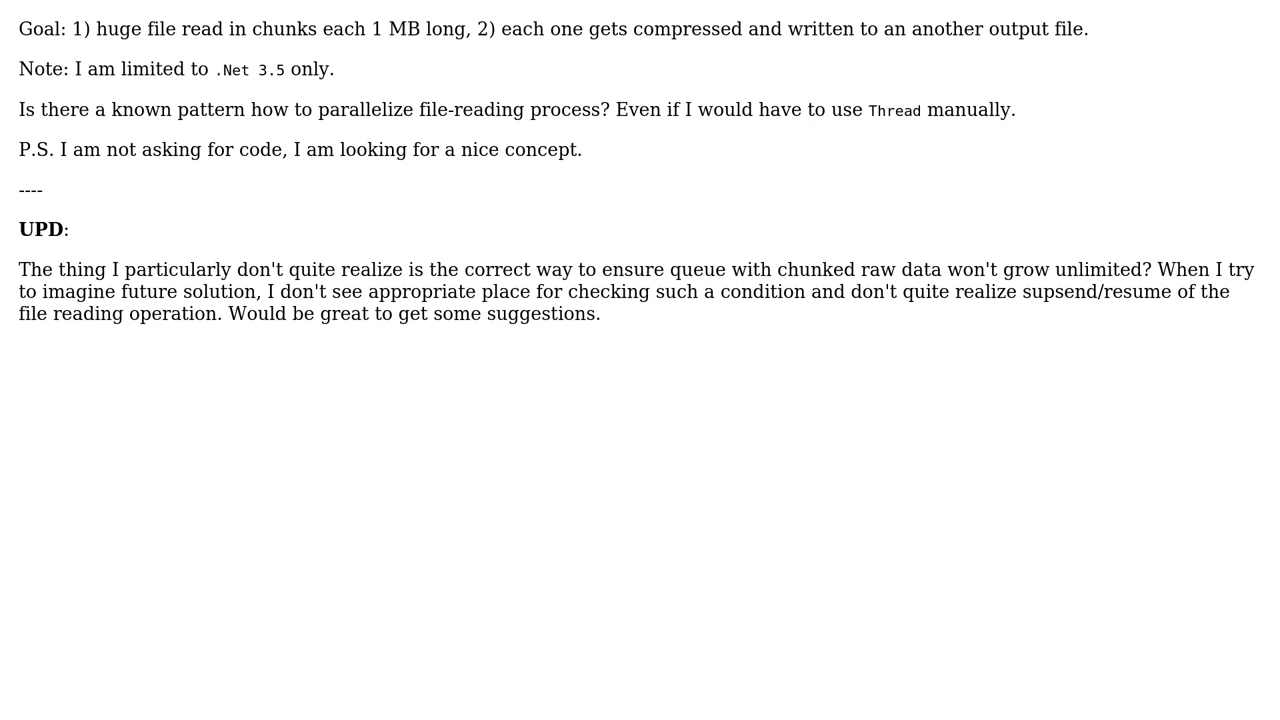 Goal: 1) huge file read in chunks each 1 MB long, 2) each one gets compressed and written to an another output file.
Note: I am limited to .Net 3.5 only.
Is there a known pattern how to parallelize file-reading process? Even if I would have to use Thread manually.
P.S. I am not asking for code, I am looking for a nice concept.
----
UPD:
The thing I particularly don't quite realize is the correct way to ensure queue with chunked raw data won't grow unlimited? When I try
to imagine future solution, I don't see appropriate place for checking such a condition and don't quite realize supsend/resume of the
file reading operation. Would be great to get some suggestions.